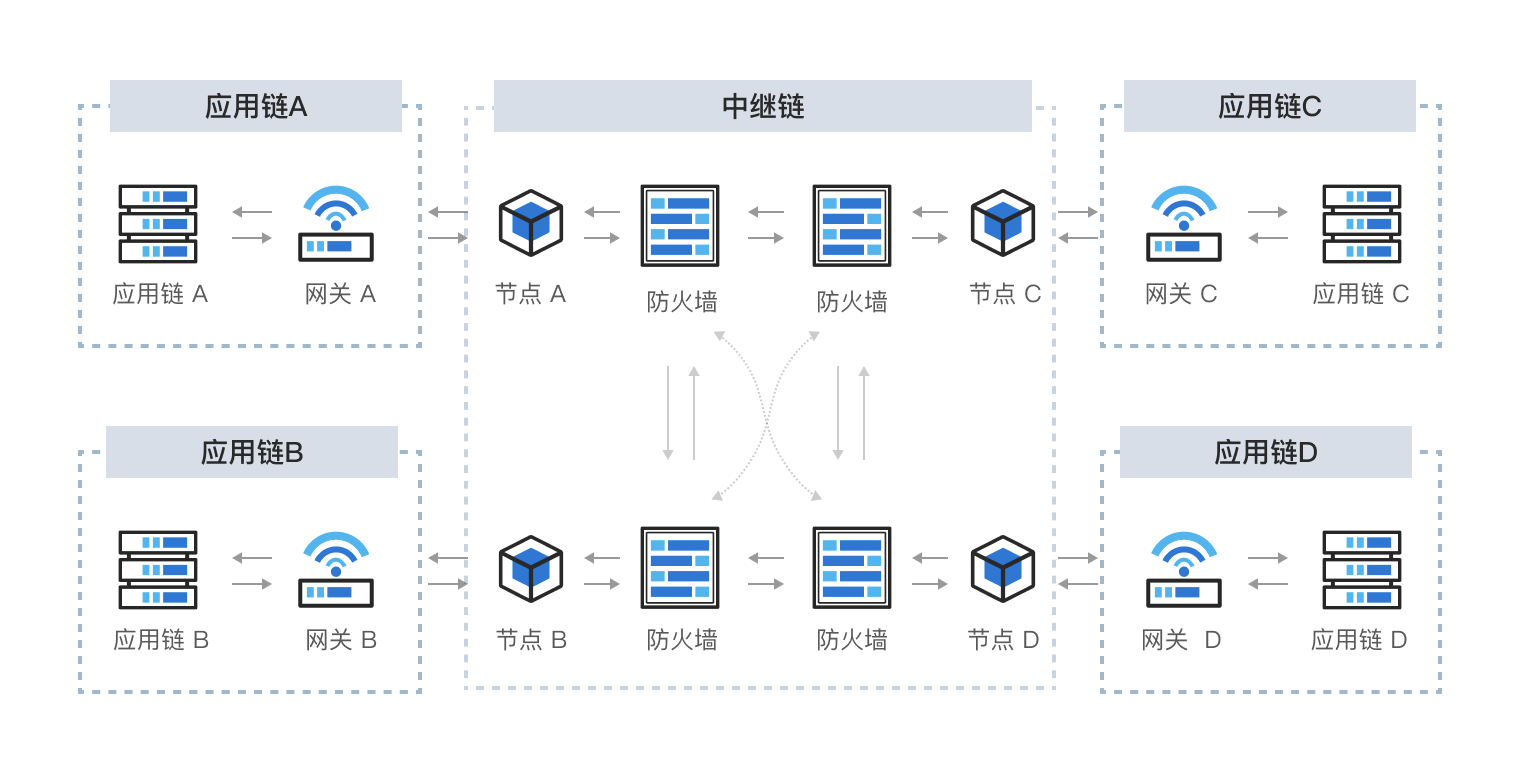 应用链A
中继链
应用链C
应用链 A
网关 A
节点 A
防火墙
防火墙
节点 C
网关 C
应用链 C
应用链B
应用链D
应用链 B
网关 B
节点 B
防火墙
防火墙
节点 D
网关 D
应用链 D